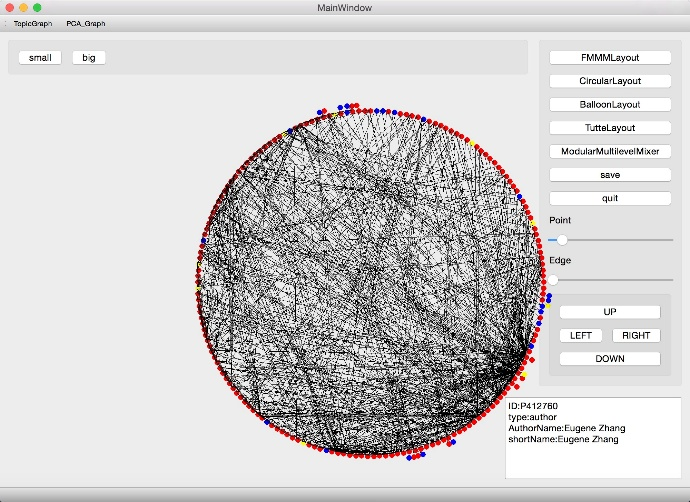 MainWindow
TopicGraph PCA_Graph
small big
FMMMLayout
CircularLayout
BalloonLayout
TutteLayout
ModularMultilevelMixer
save
quit
Point
Edge
UP
LEFT RIGHT
DOWN
ID:P412760
type:author
AuthorName:Eugene Zhang
shortName:Eugene Zhang